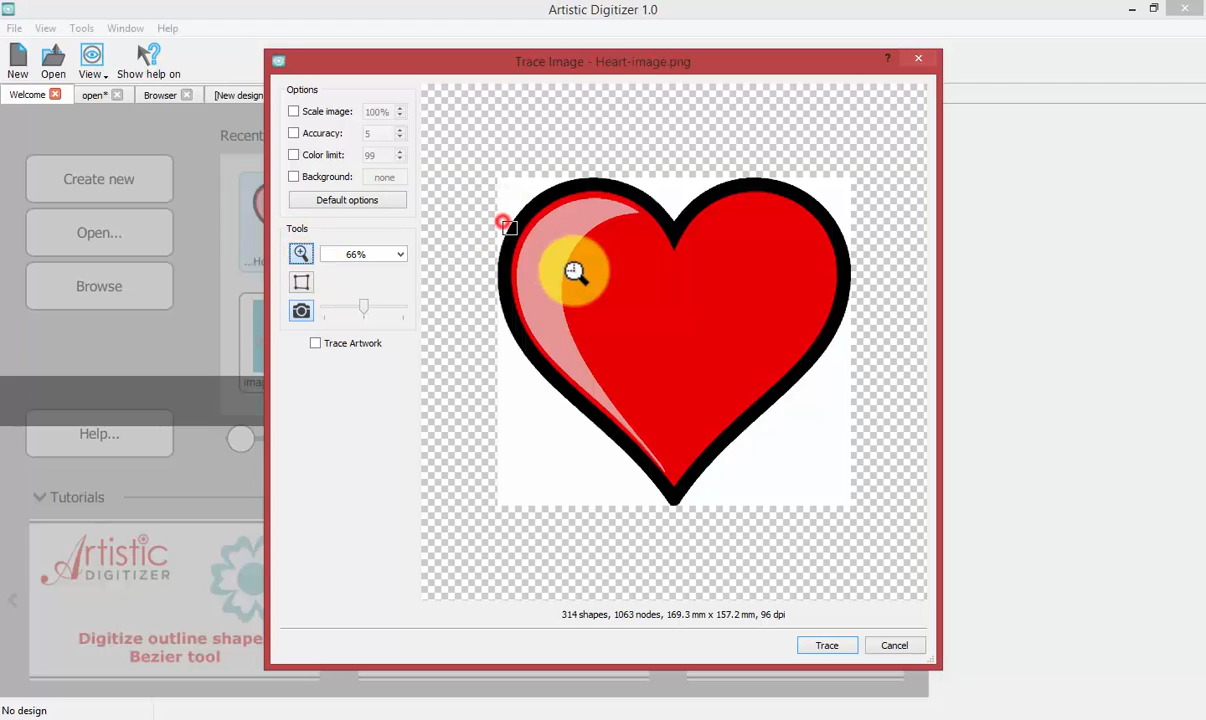 Artistic Digitizer 1.0
File View Tools Window Help
New Open View Show help on
Welcome open* Browser [New design
Trace Image - Heart-image.png
?
Options
Scale image: 100%
Accuracy: 5
Color limit: 99
Background: none
Default options
Tools
66%
Trace Artwork
314 shapes, 1063 nodes, 169.3 mm x 157.2 mm, 96 dpi
Trace Cancel
Recent
Create new
Open...
Browse
Help...
Tutorials
Artistic
DIGITIZER
Digitize outline shape
Bezier tool
No design